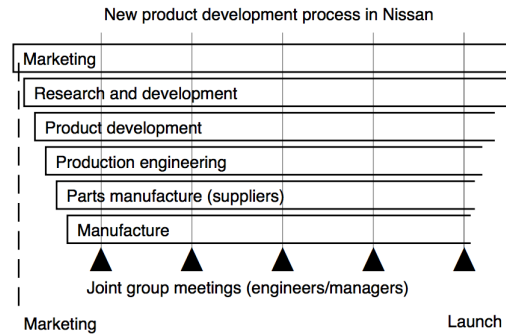 New product development process in Nissan
Marketing
Research and development
Product development
Production engineering
Parts manufacture (suppliers)
Manufacture
Joint group meetings (engineers/managers)
Marketing
Launch